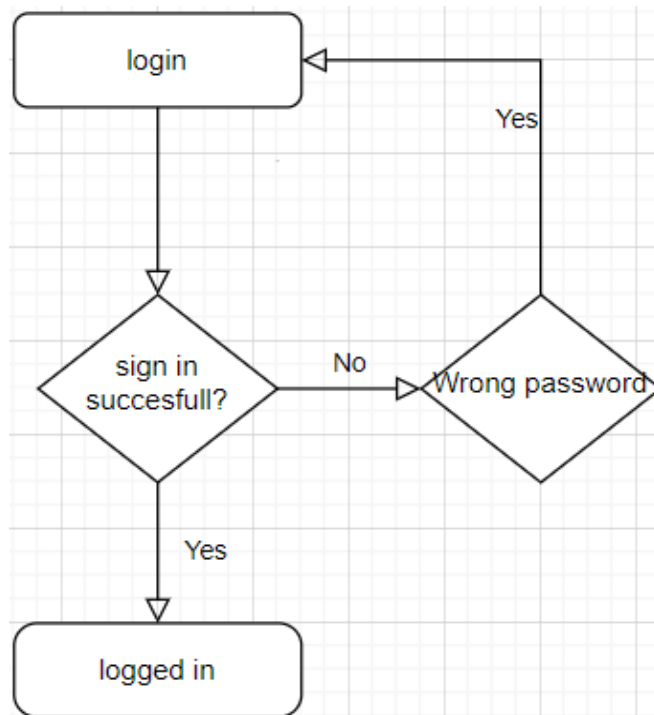 login
Yes
sign in
succesfull?
No
Wrong password
Yes
logged in